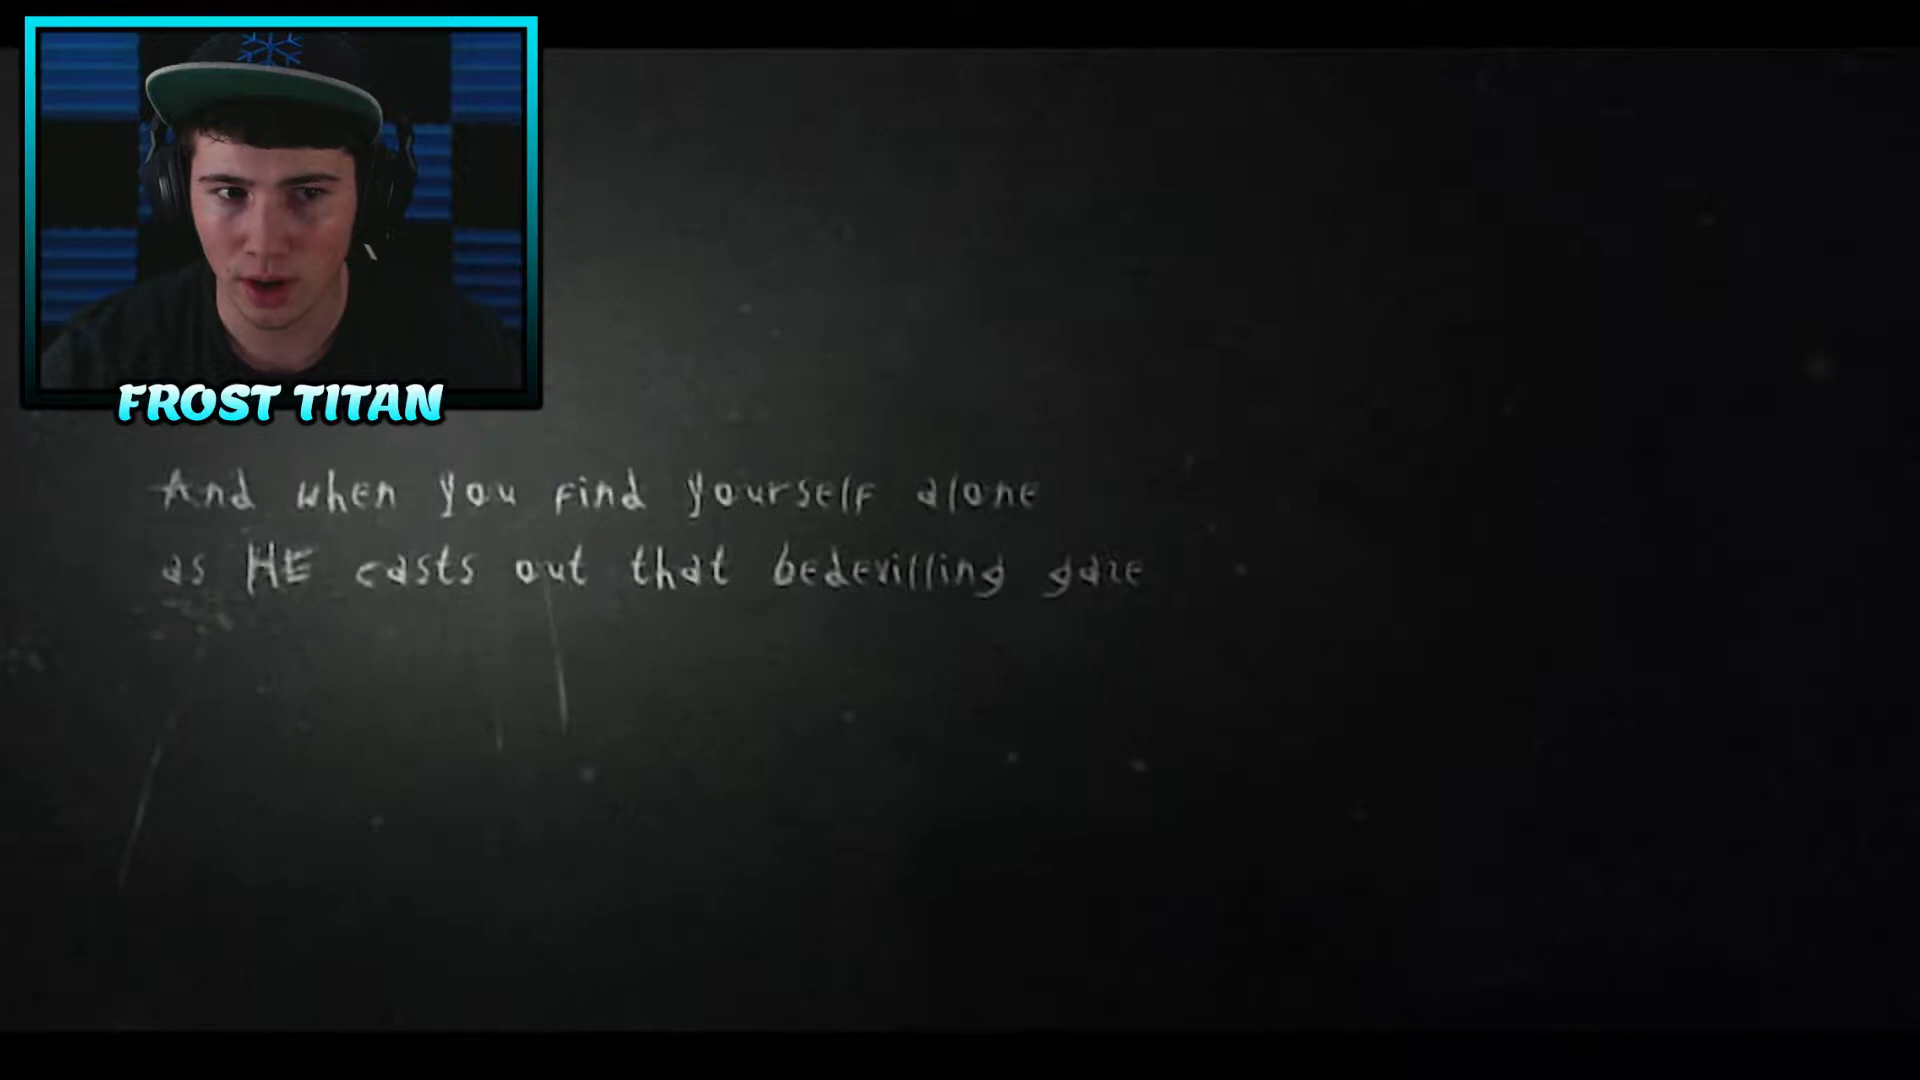 FROST TITAN
And when you find yourself alone
as HE casts out that bedevilling gaze